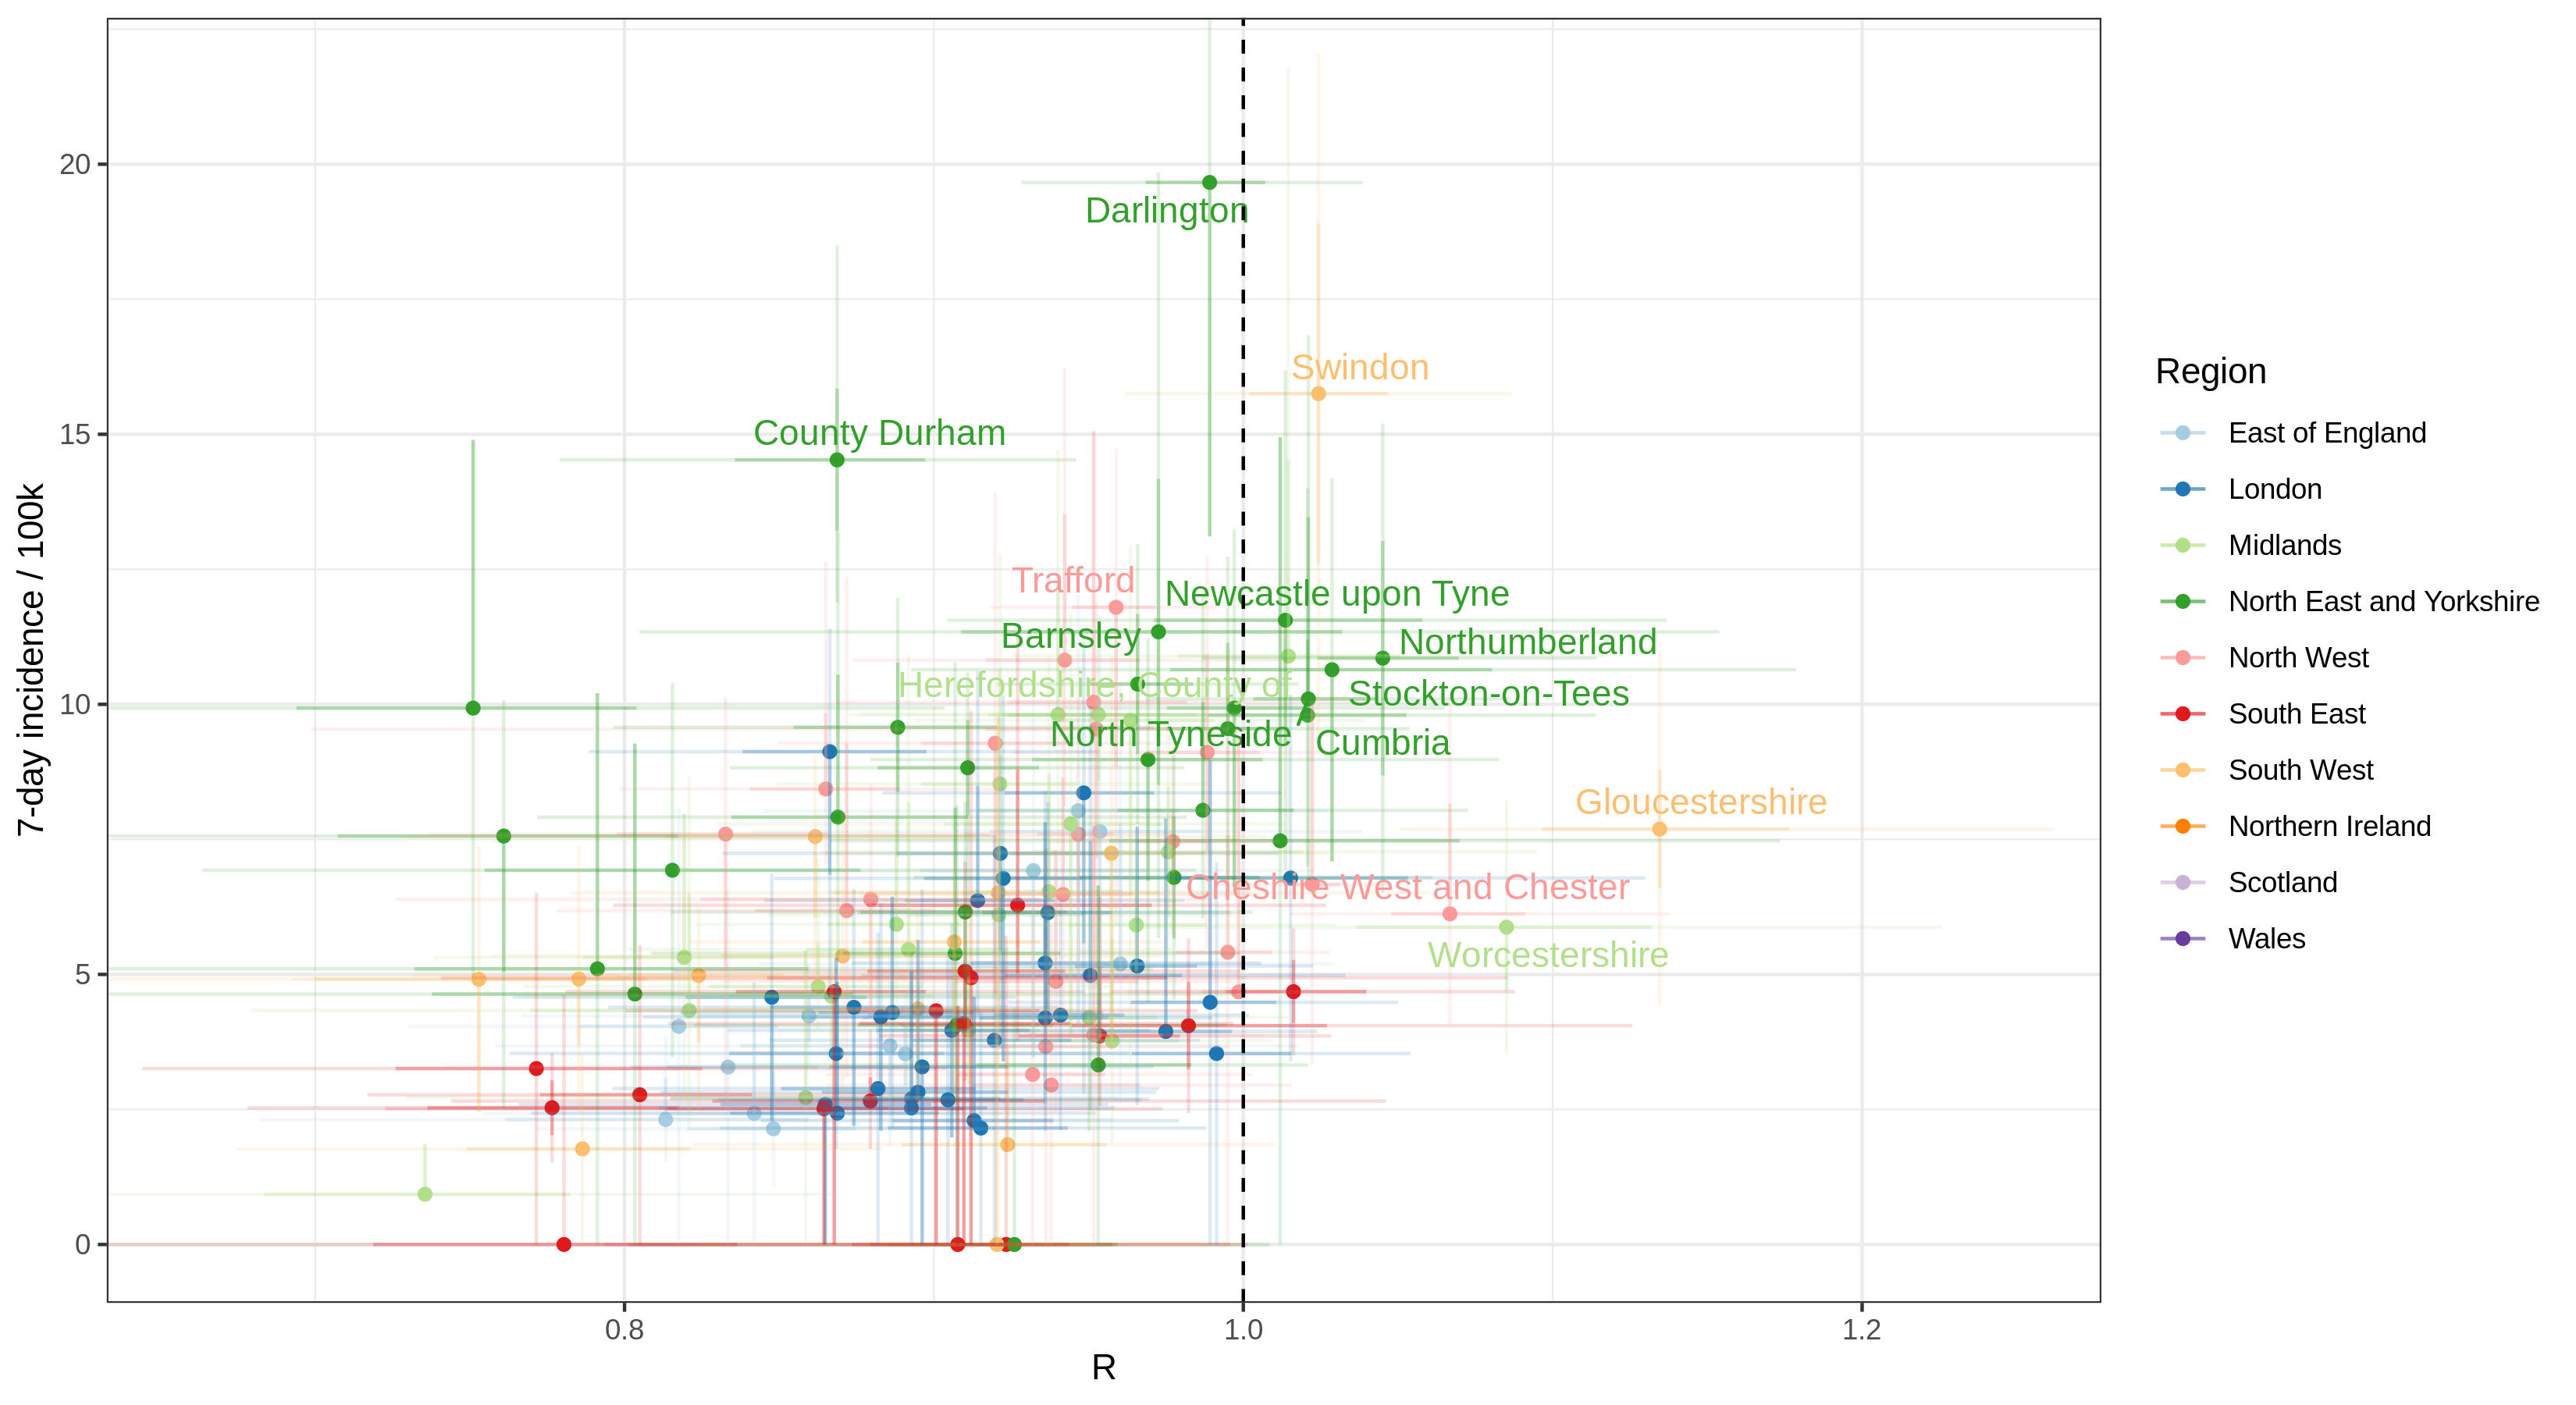 20
15
10
5
0
7-day incidence / 100k
Darlington
Swindon
County Durham
Trafford
Newcastle upon Tyne
Barnsley
Northumberland
Herefordshire, County of
Stockton-on-Tees
North Tyneside
Cumbria
Gloucestershire
Cheshire West and Chester
Worcestershire
0.8
1.0
1.2
R
Region
East of England
London
Midlands
North East and Yorkshire
North West
South East
South West
Northern Ireland
Scotland
Wales